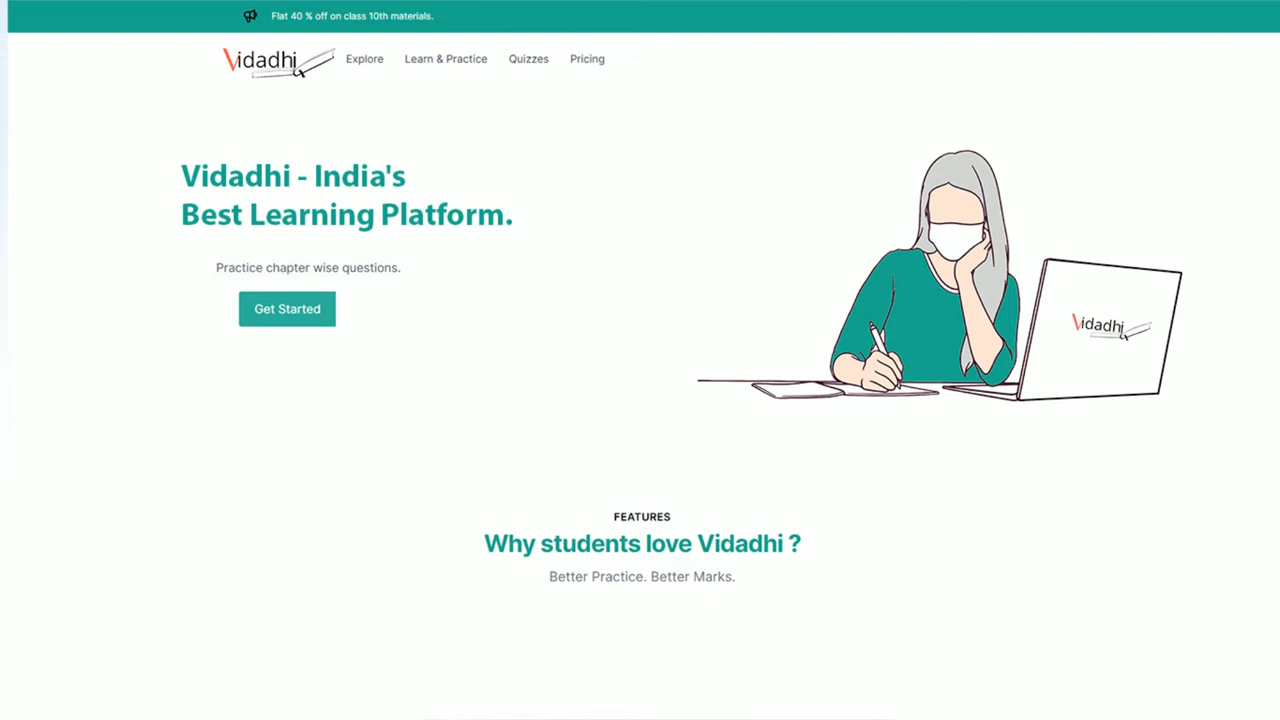 Flat 40 % off on class 10th materials.
Vidadhi Explore Learn & Practice Quizzes Pricing
Vidadhi - India's
Best Learning Platform.
Practice chapter wise questions.
Get Started
Vidadhi
FEATURES
Why students love Vidadhi ?
Better Practice. Better Marks.